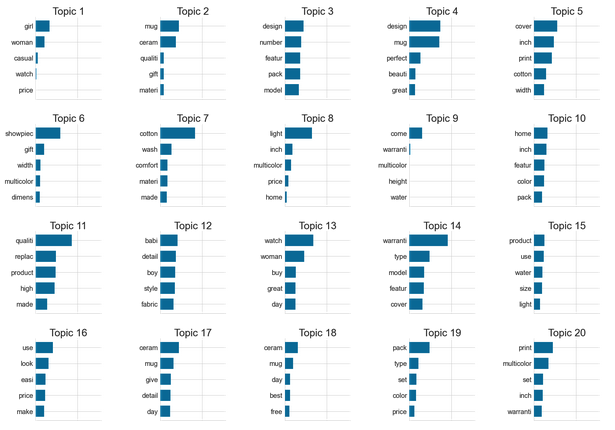 Topic 1
girl
woman
casual
watch
price
Topic 2
mug
ceram
qualiti
gift
materi
Topic 3
design
number
featur
pack
model
Topic 4
design
mug
perfect
beauti
great
Topic 5
cover
inch
print
cotton
width
Topic 6
showpiec
gift
width
multicolor
dimens
Topic 7
cotton
wash
comfort
materi
made
Topic 8
light
inch
multicolor
price
home
Topic 9
come
warranti
multicolor
height
water
Topic 10
home
inch
featur
color
pack
Topic 11
qualiti
replac
product
high
made
Topic 12
babi
detail
boy
style
fabric
Topic 13
watch
woman
buy
great
day
Topic 14
warranti
type
model
featur
cover
Topic 15
product
use
water
size
light
Topic 16
use
look
easi
price
make
Topic 17
ceram
mug
give
detail
day
Topic 18
ceram
mug
day
best
free
Topic 19
pack
type
set
color
price
Topic 20
print
multicolor
set
inch
warranti